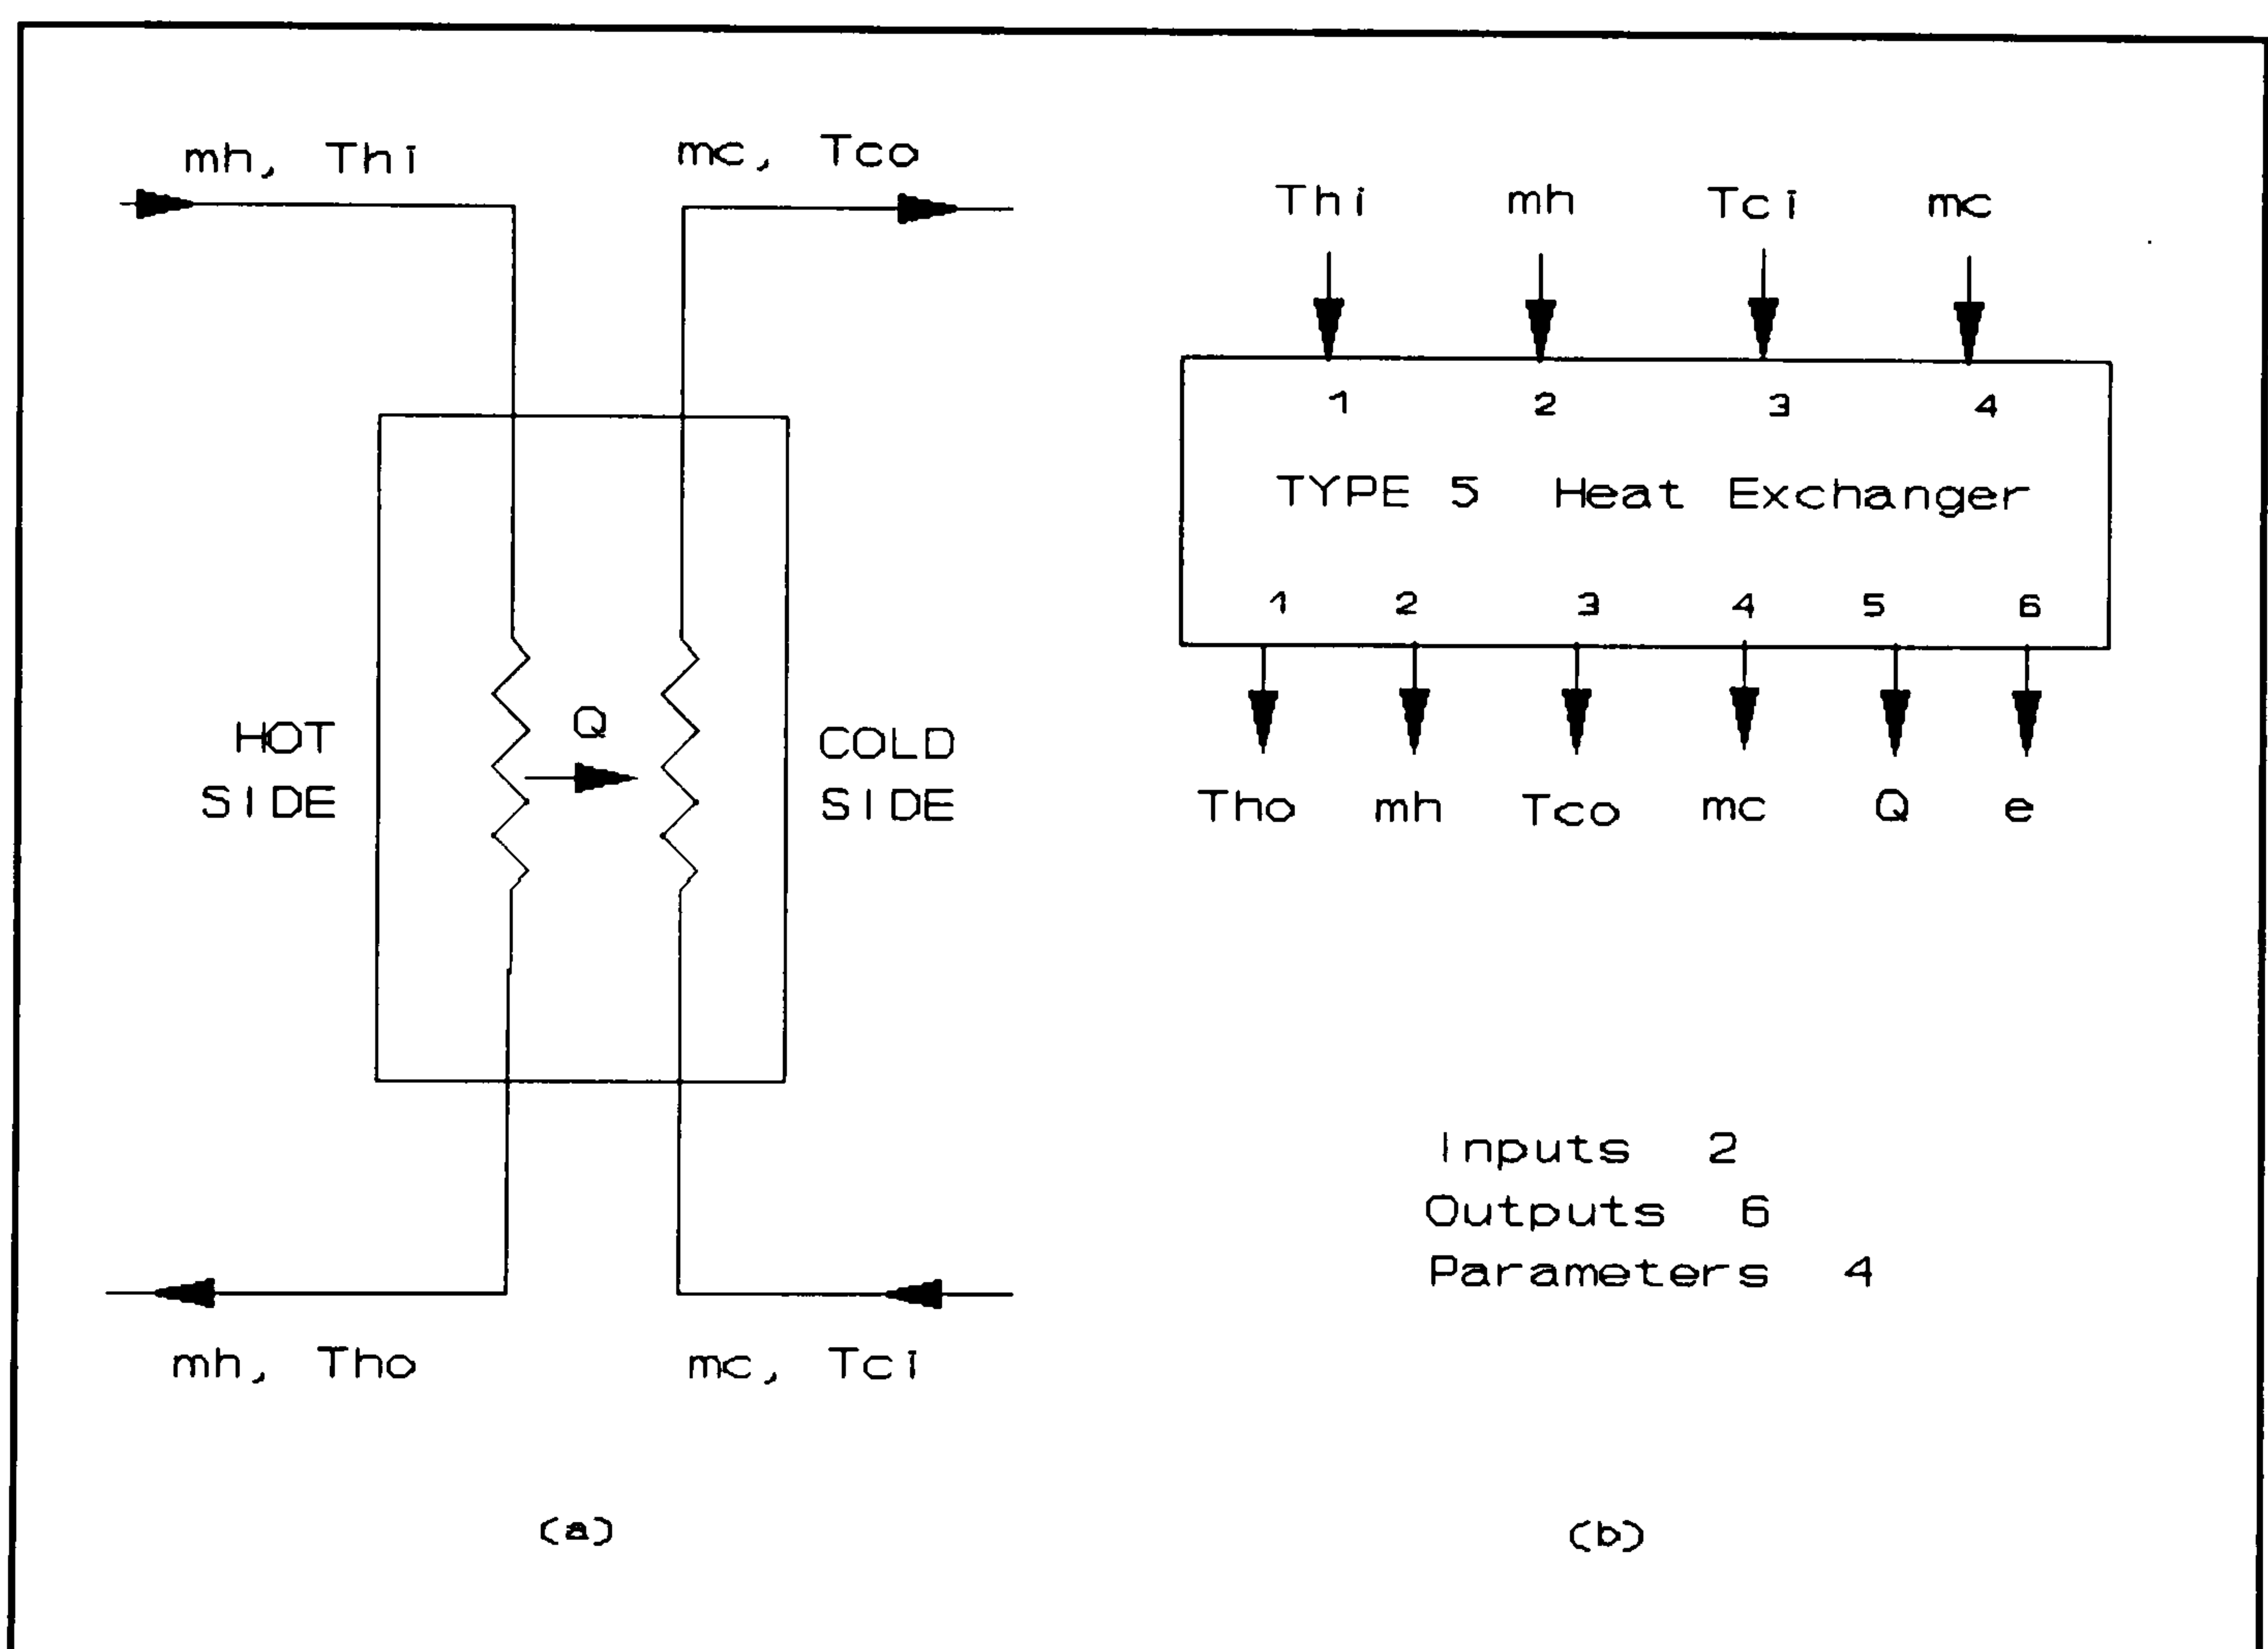 mh, Thi
mc, Tco
HOT
SIDE
Q
COLD
SIDE
mh, Tho
mc, Tci
(a)
Thi mh Tci mc
1 2 3 4
TYPE 5 Heat Exchanger
1 2 3 4 5 6
Tho mh Tco mc Q e
Inputs 2
Outputs 6
Parameters 4
(b)